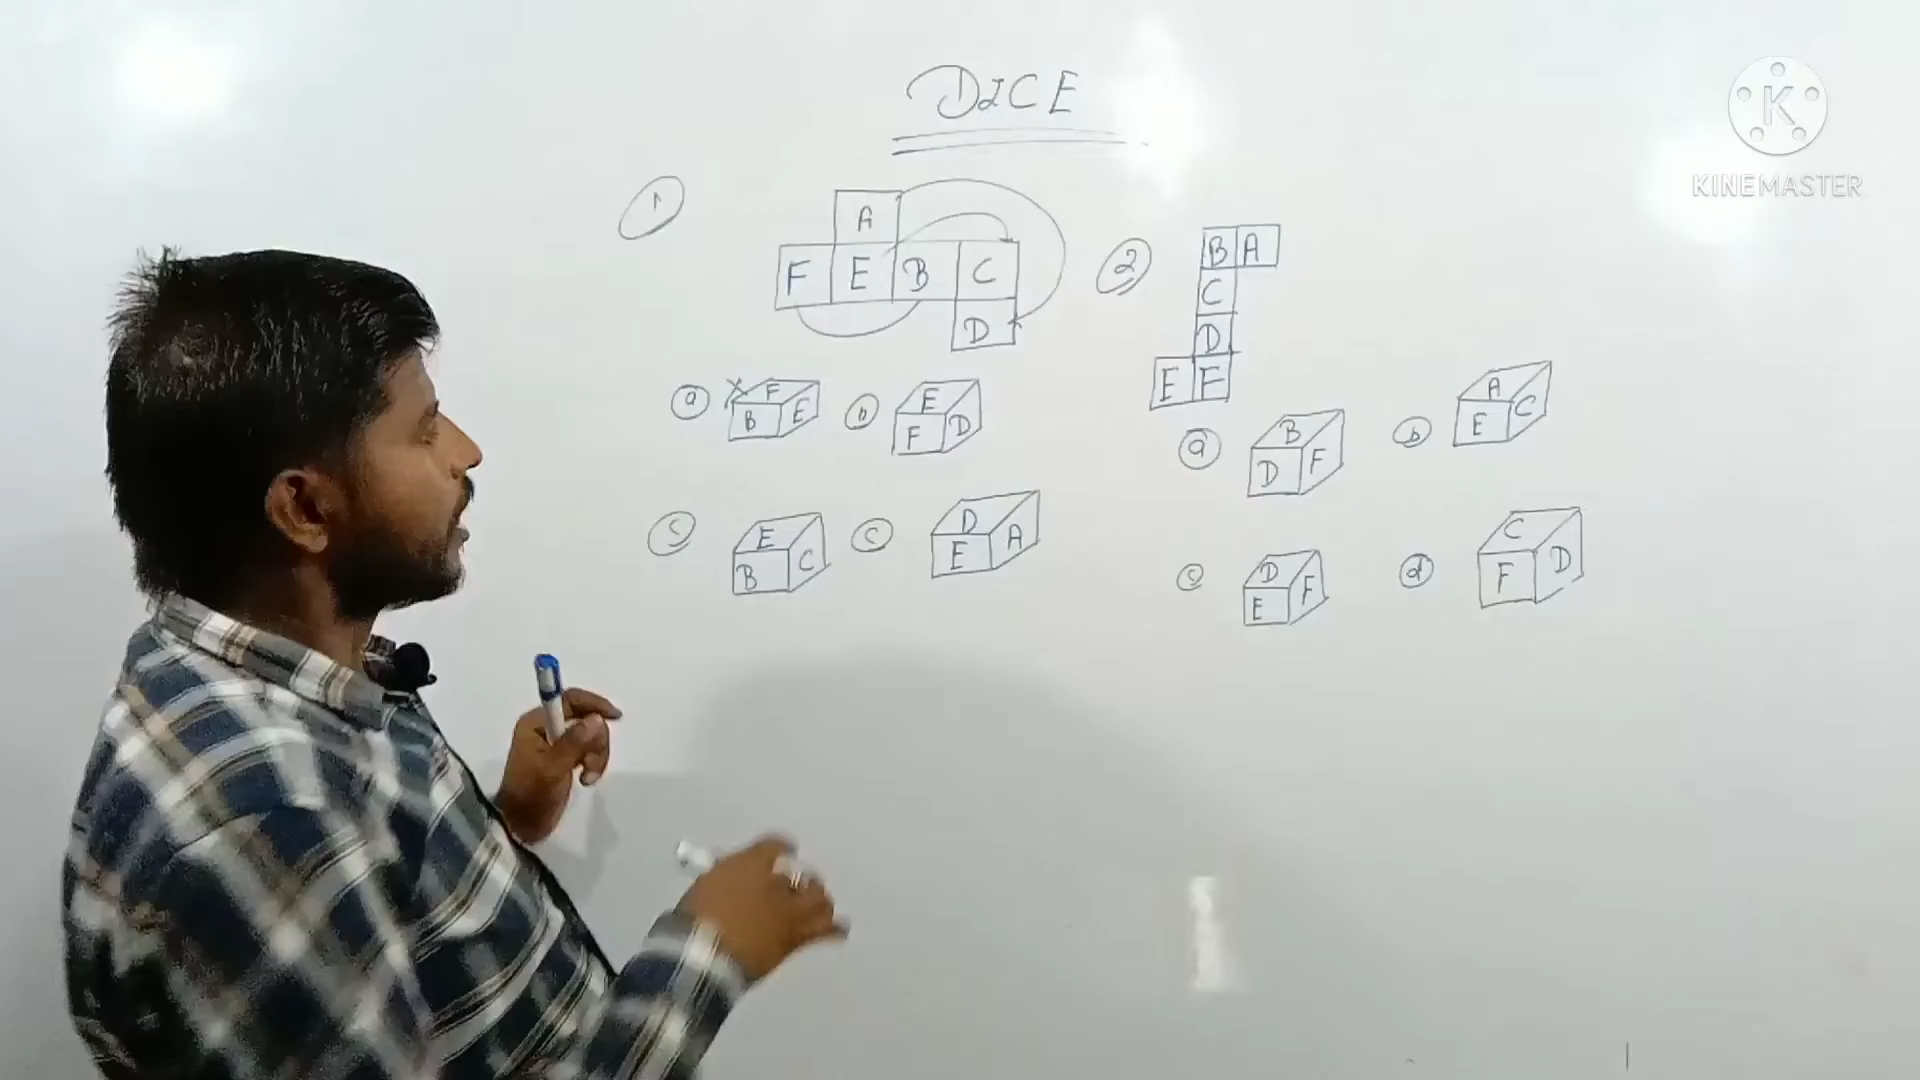 DICE
K
KINEMASTER
1
A
F E B C
D
a F B E
b E F D
c E B C
c D E A
2
B A
C
D
E F
a B D F
b A E C
c D E F
d C F D